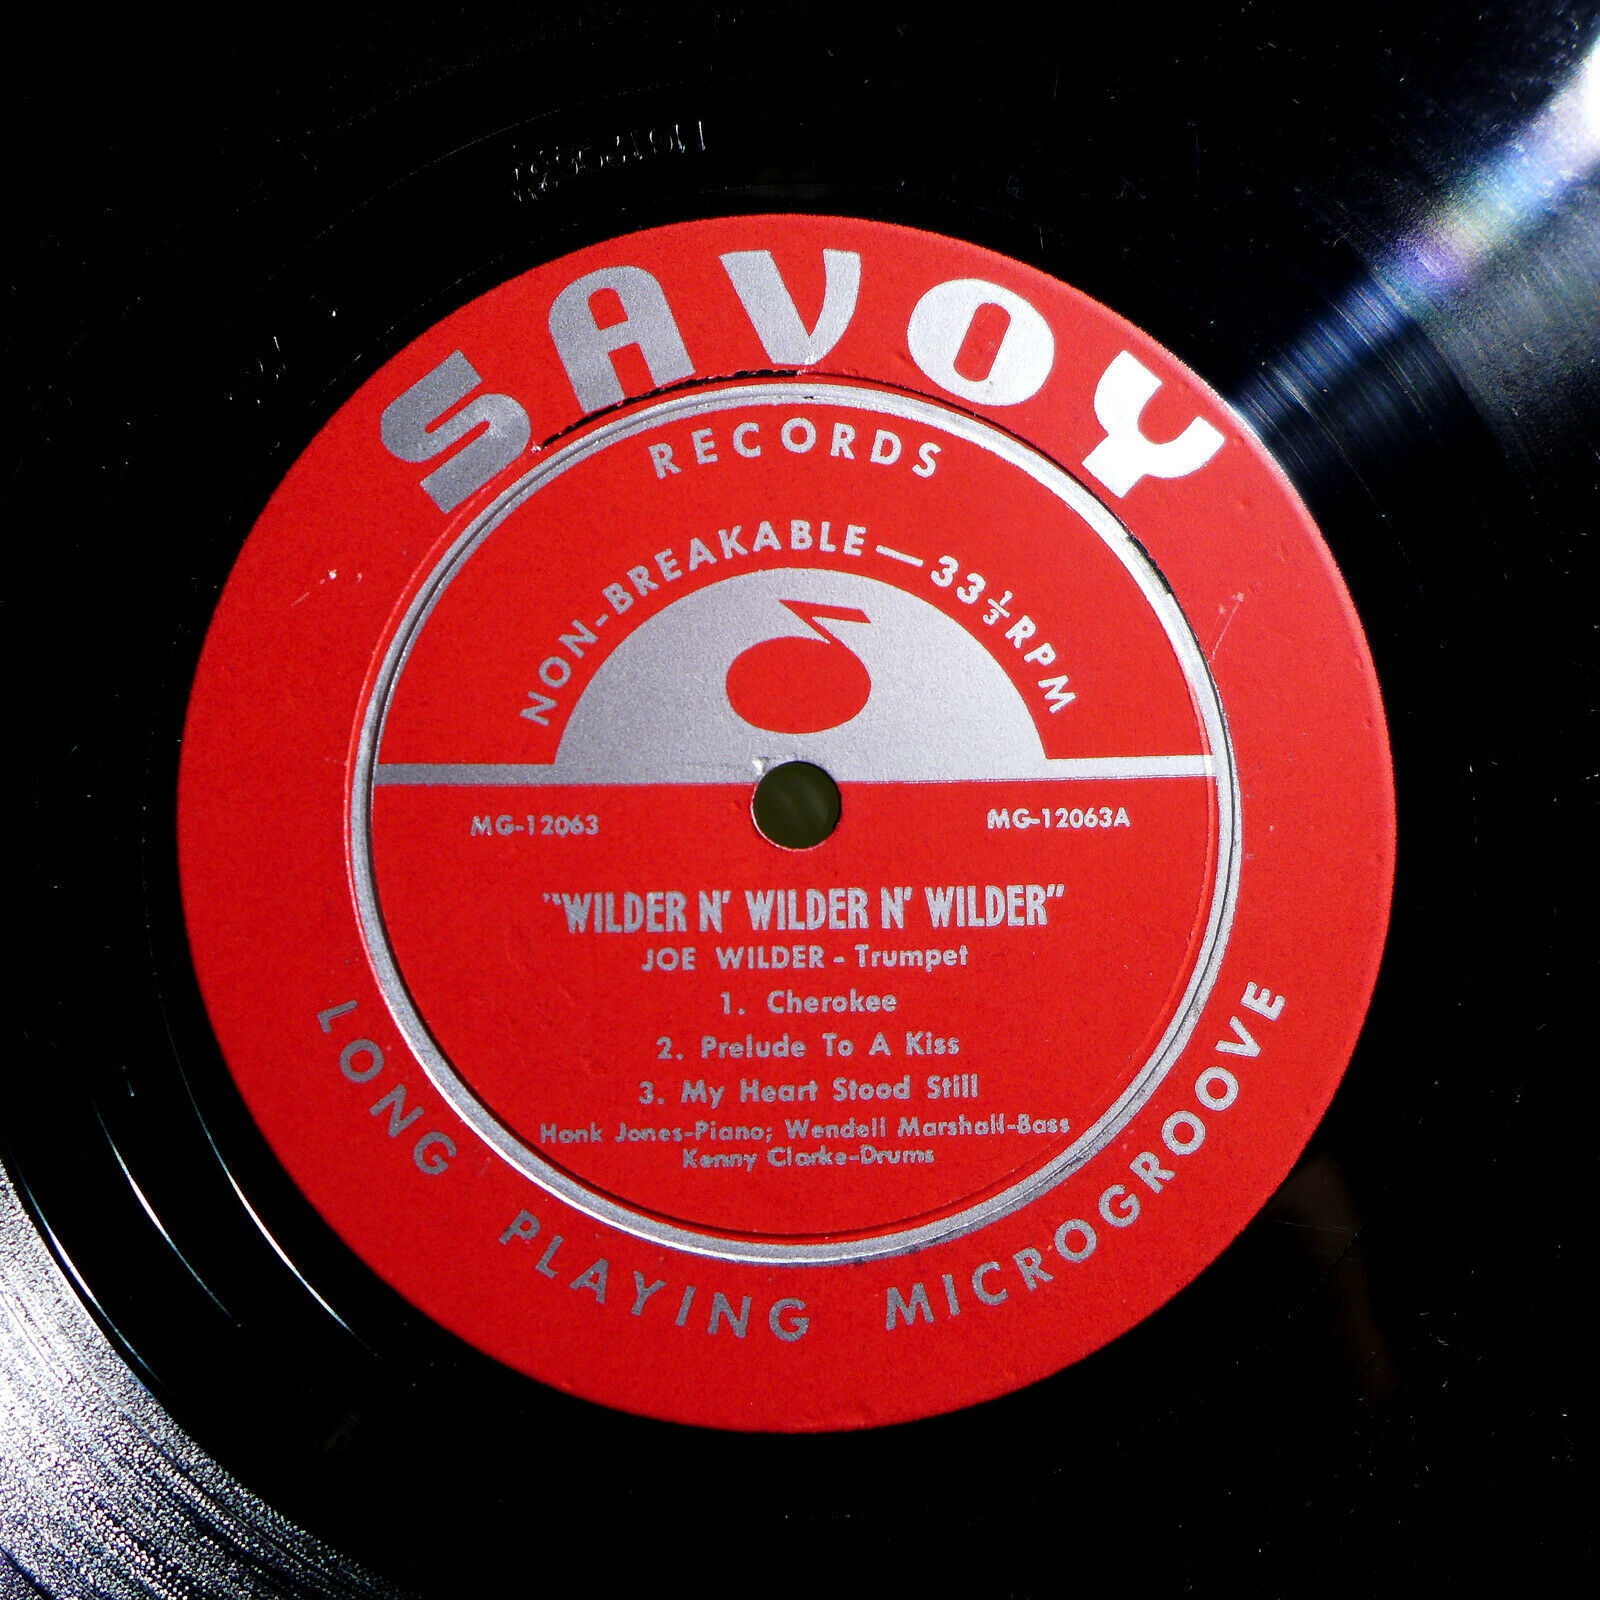 SAVOY
RECORDS
NON-BREAKABLE—33⅓RPM
MG-12063 MG-12063A
"WILDER N' WILDER N' WILDER"
JOE WILDER - Trumpet
1. Cherokee
2. Prelude To A Kiss
3. My Heart Stood Still
Hank Jones-Piano; Wendell Marshall-Bass
Kenny Clarke-Drums
LONG PLAYING MICROGROOVE